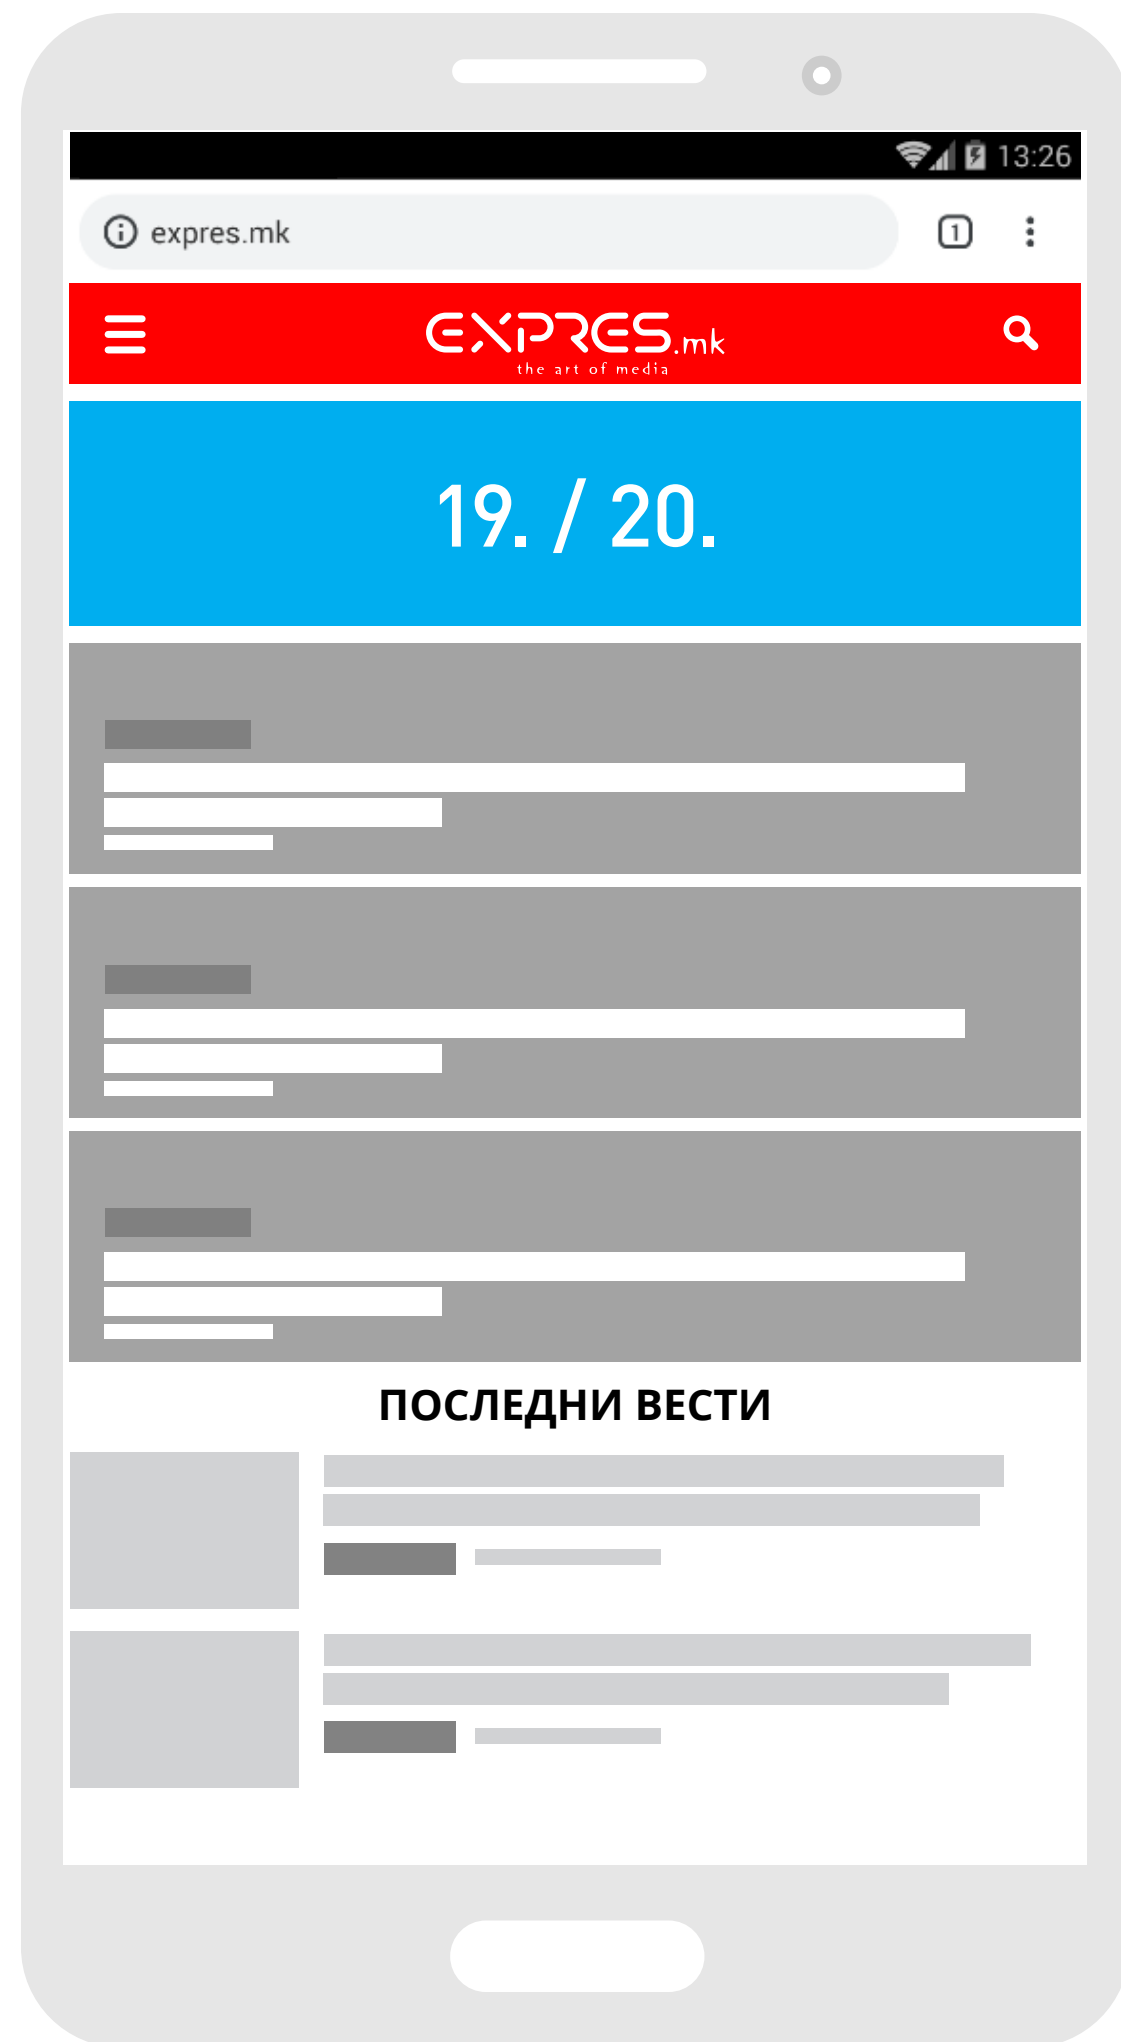 13:26
expres.mk
1
EXPRES.mk
the art of media
19. / 20.
ПОСЛЕДНИ ВЕСТИ